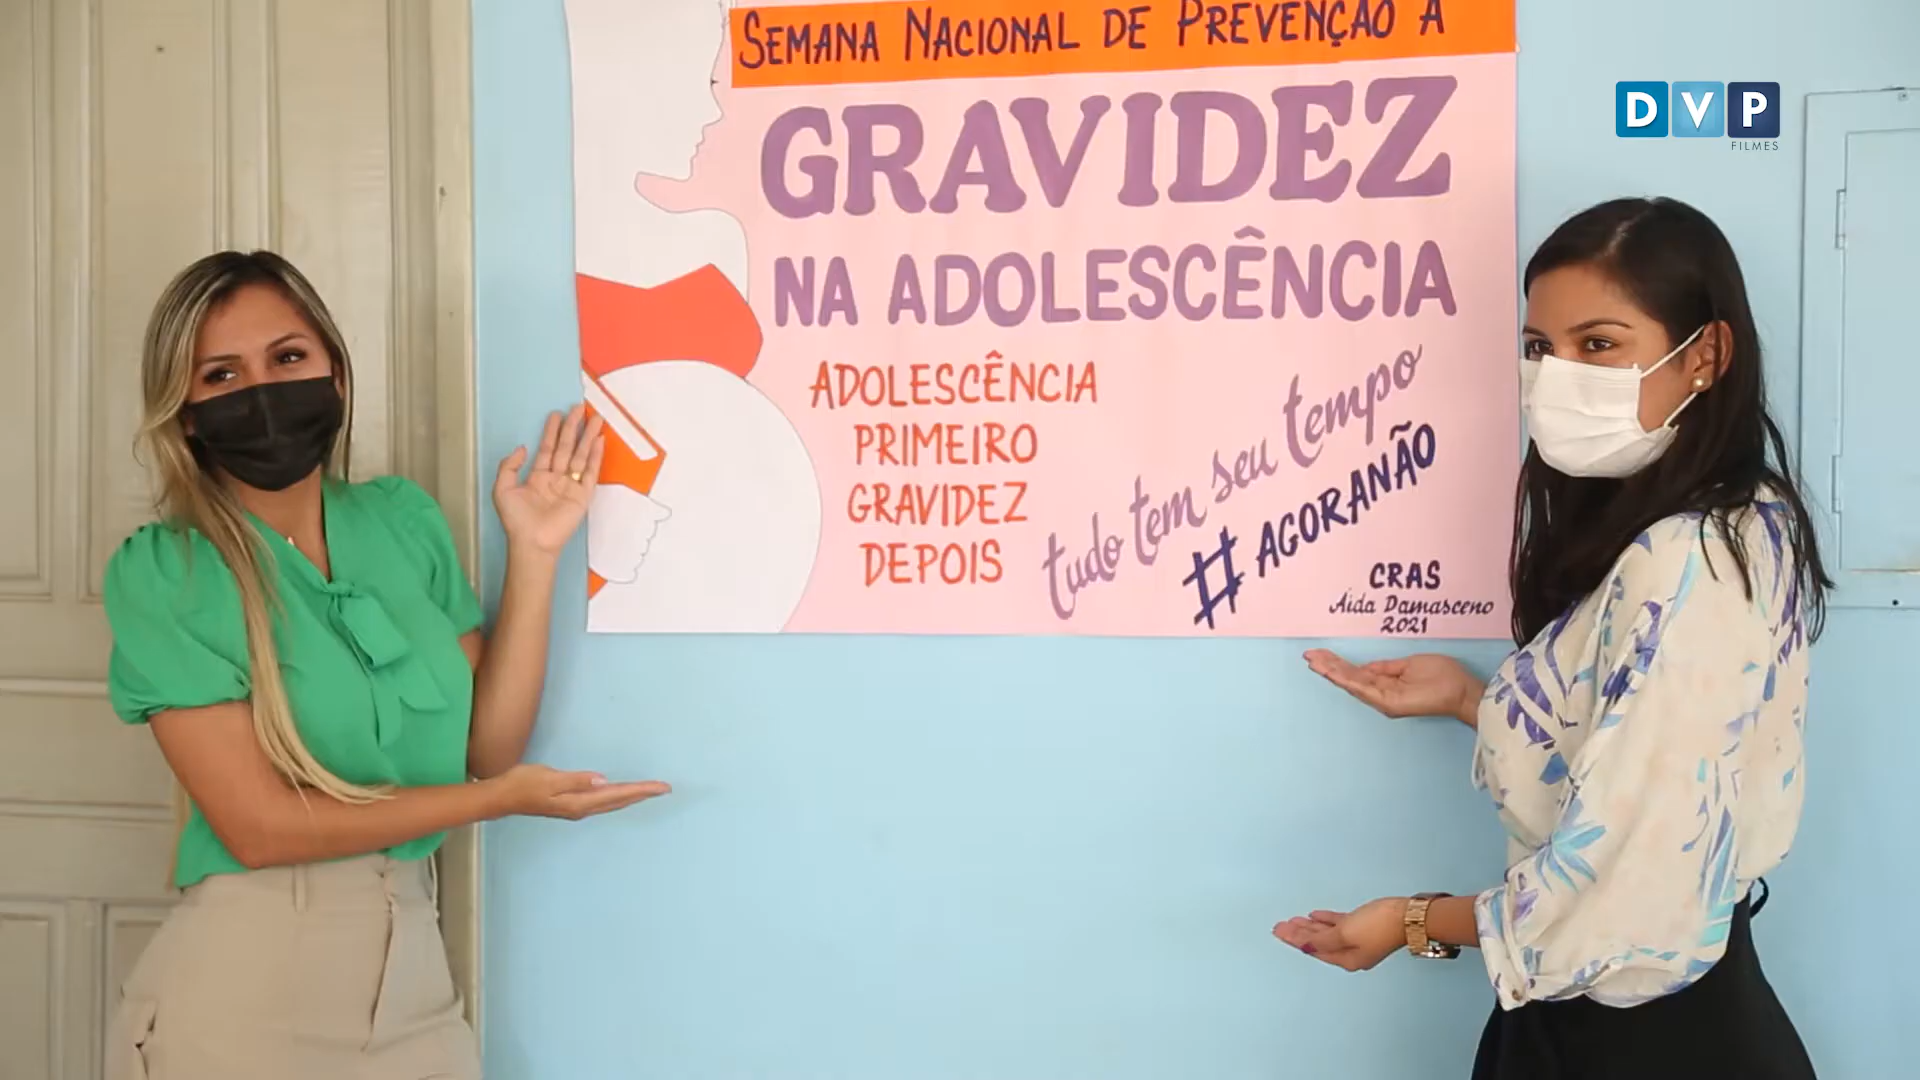 SEMANA NACIONAL DE PREVENÇÃO A
GRAVIDEZ
NA ADOLESCÊNCIA
ADOLESCÊNCIA
PRIMEIRO
GRAVIDEZ
DEPOIS
tudo tem seu tempo
#AGORANÃO
CRAS
Aida Damasceno
2021
DVP
FILMES